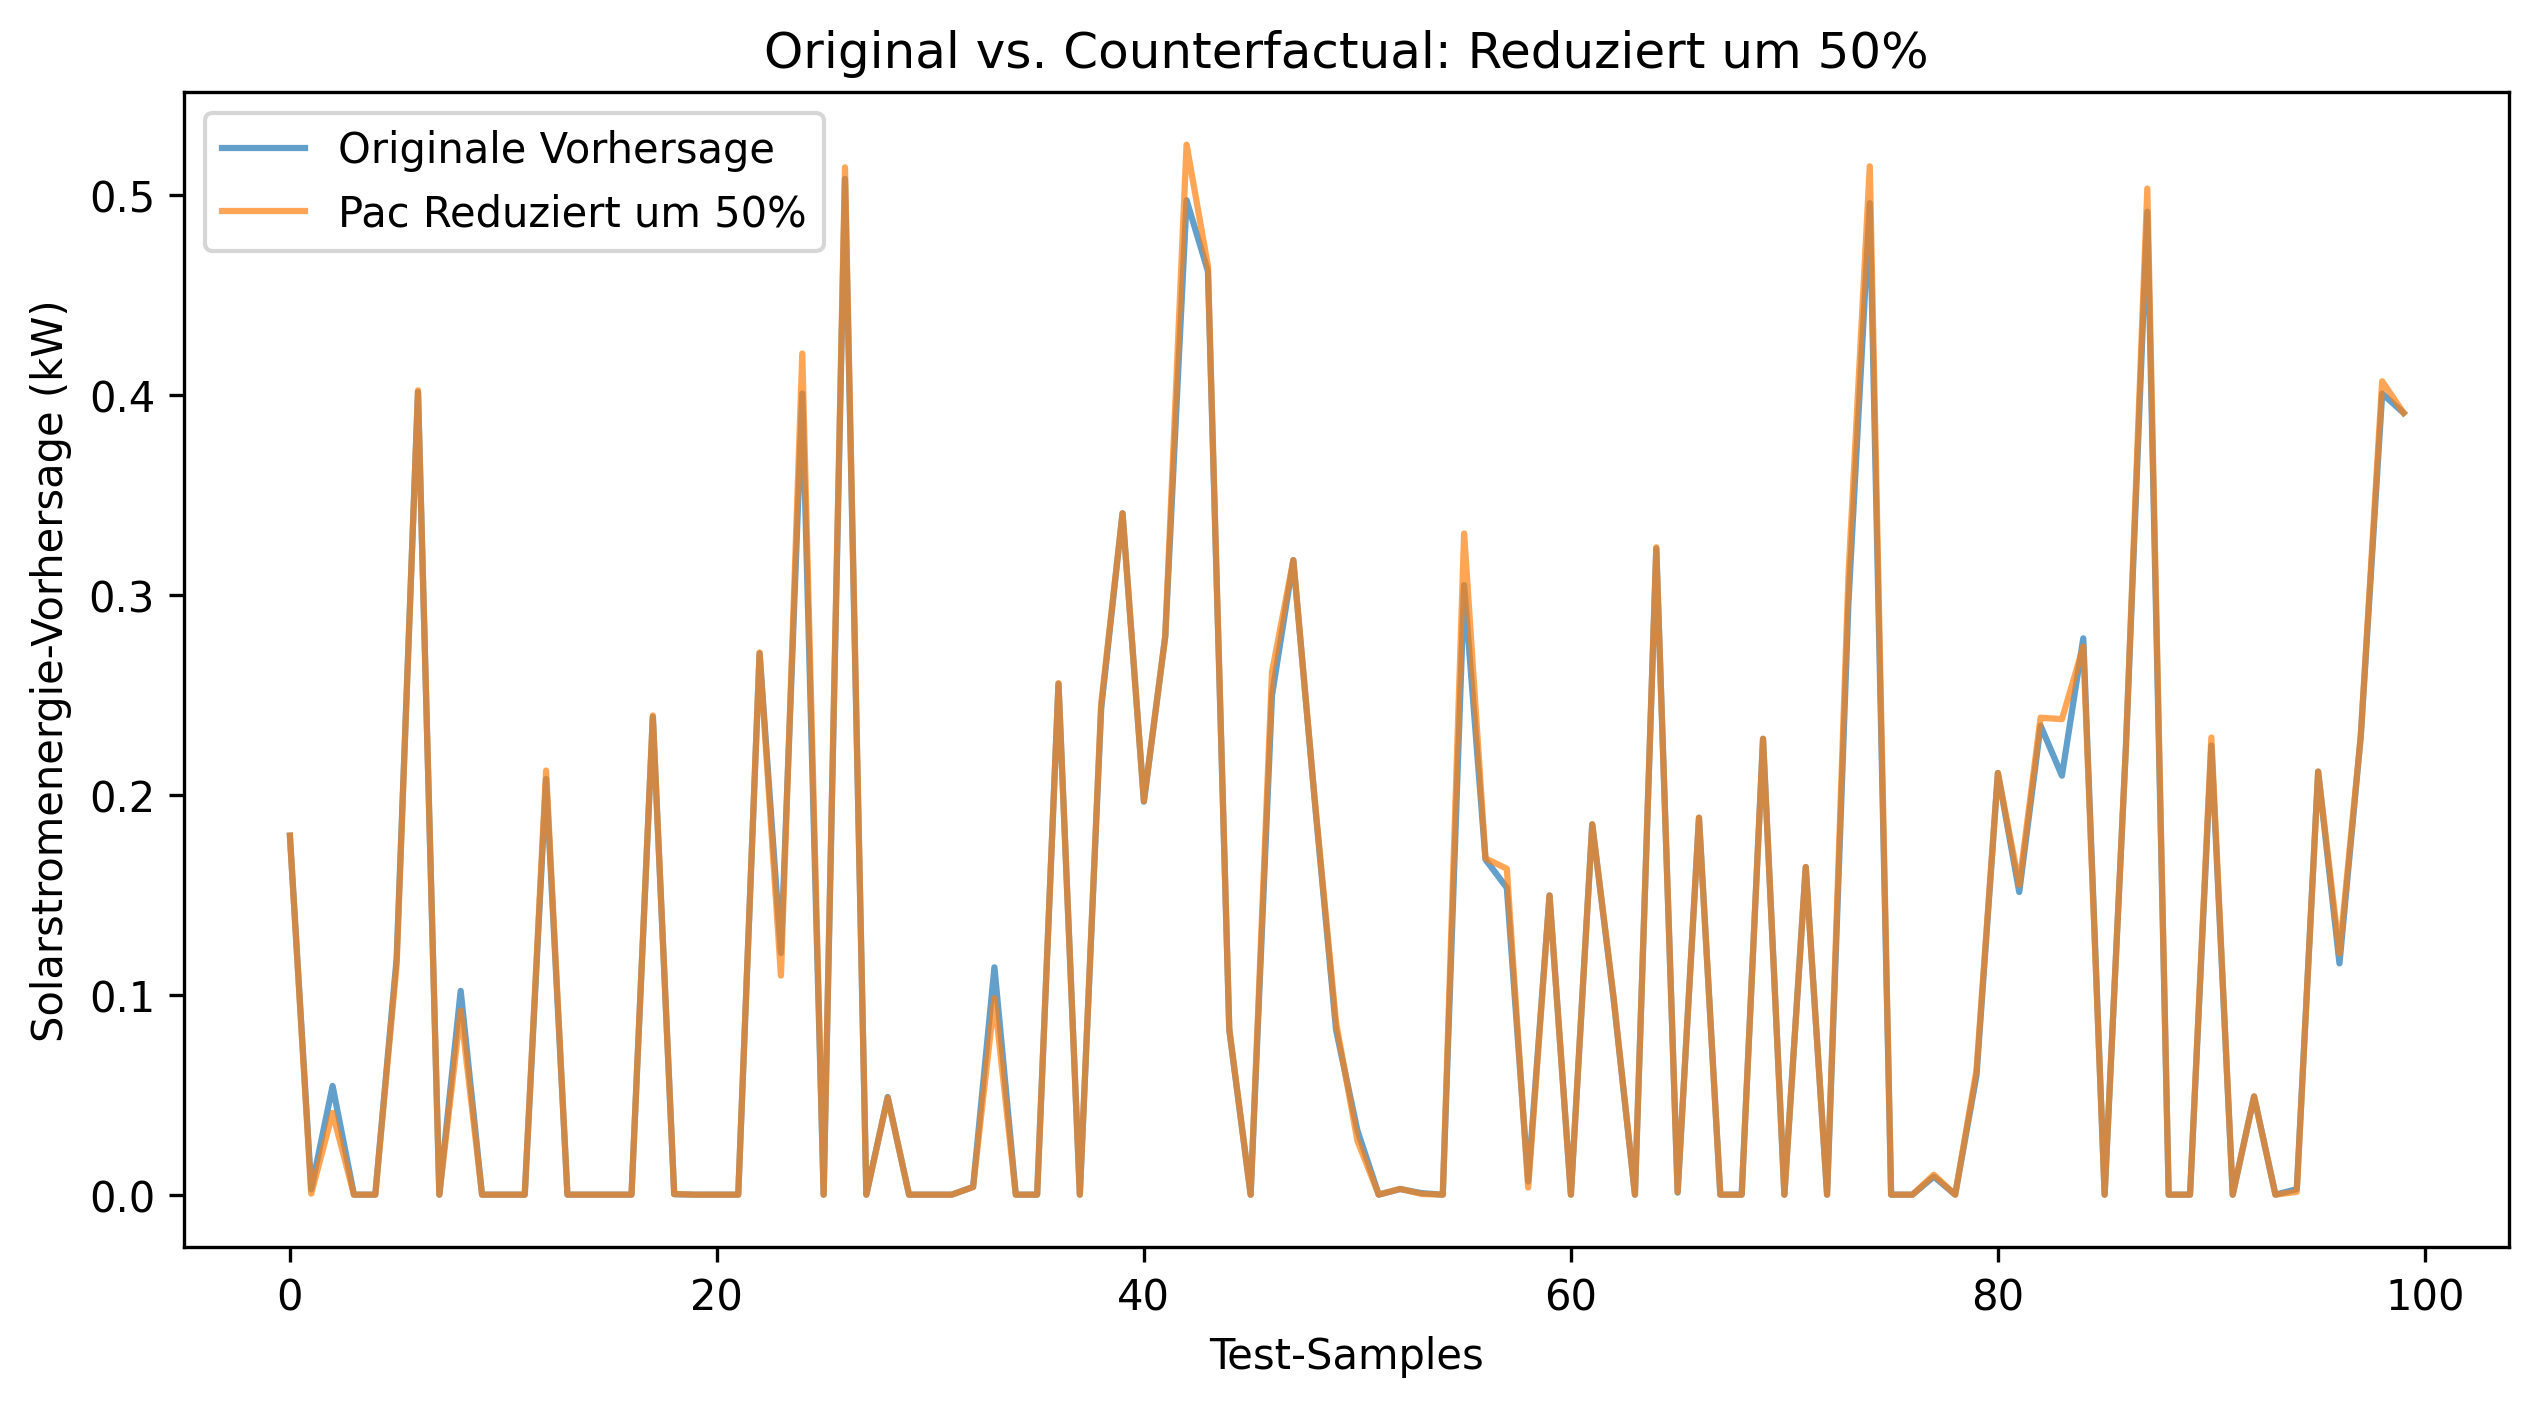 Original vs. Counterfactual: Reduziert um 50%
Originale Vorhersage
Pac Reduziert um 50%
Solarstromenergie-Vorhersage (kW)
0.5
0.4
0.3
0.2
0.1
0.0
0 20 40 60 80 100
Test-Samples